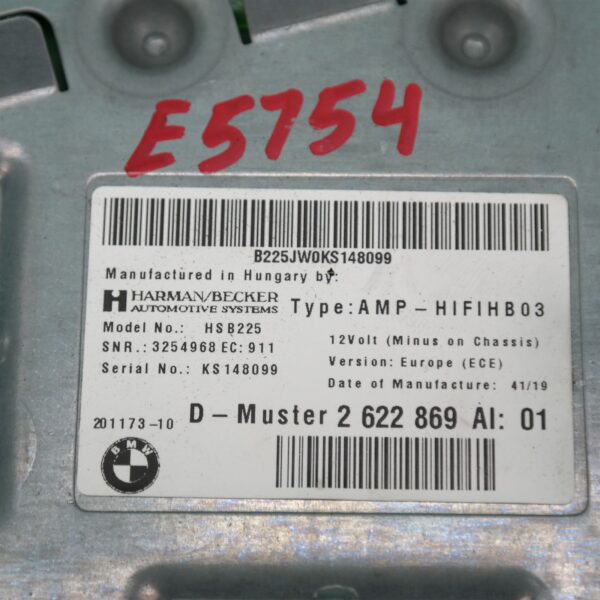 E5754
B225JW0KS148099
Manufactured in Hungary by:
HARMAN/BECKER
AUTOMOTIVE SYSTEMS
Type:AMP-HIFIHB03
Model No.: HSB225
12Volt (Minus on Chassis)
SNR.: 3254968 EC: 911
Version: Europe (ECE)
Serial No.: KS148099
Date of Manufacture: 41/19
201173-10 D-Muster 2 622 869 AI: 01
BMW